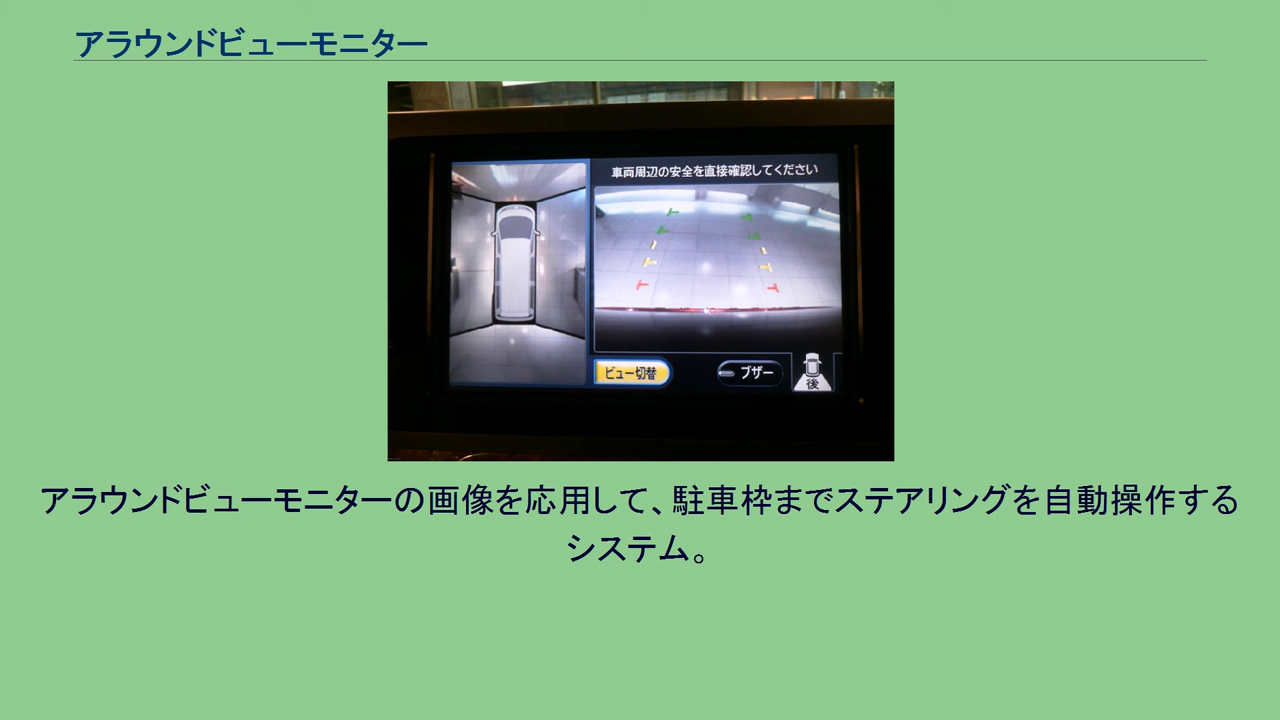 アラウンドビューモニター
車両周辺の安全を直接確認してください
ビュー切替
ブザー
後
アラウンドビューモニターの画像を応用して、駐車枠までステアリングを自動操作する
システム。